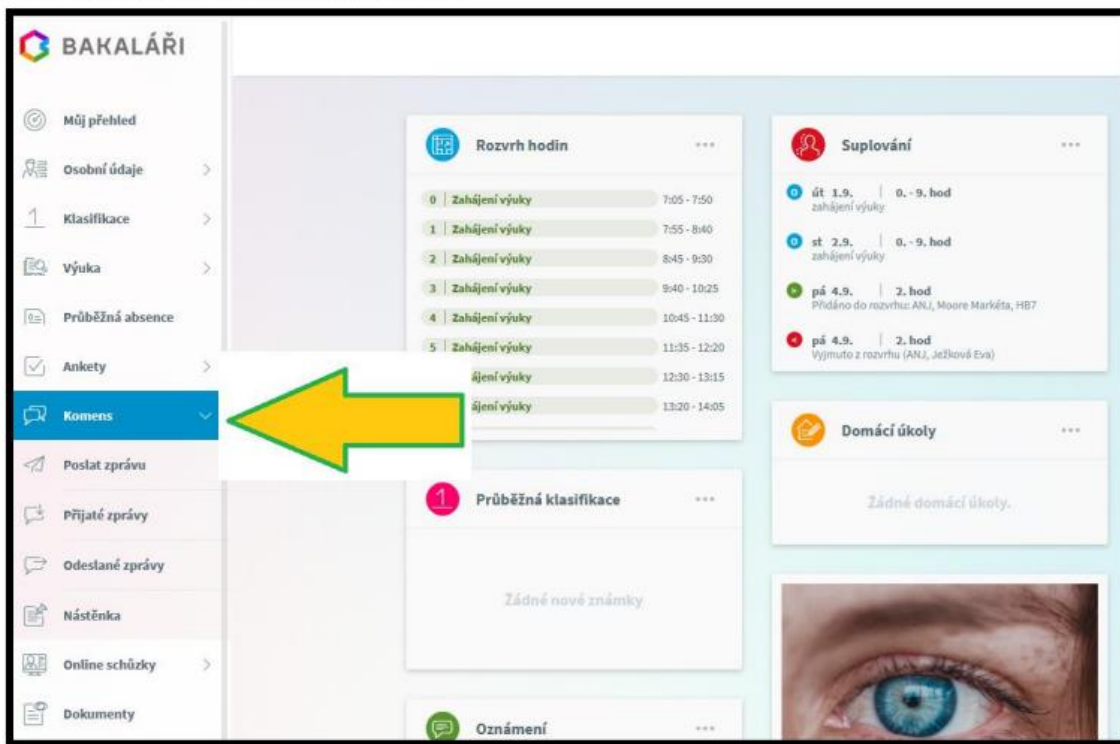 BAKALÁŘI
Můj přehled
Osobní údaje
Klasifikace
Výuka
Průběžná absence
Ankety
Komens
Poslat zprávu
Přijaté zprávy
Odeslané zprávy
Nástěnka
Online schůzky
Dokumenty
Rozvrh hodin
0 | Zahájení výuky 7:05 - 7:50
1 | Zahájení výuky 7:55 - 8:40
2 | Zahájení výuky 8:45 - 9:30
3 | Zahájení výuky 9:40 - 10:25
4 | Zahájení výuky 10:45 - 11:30
5 | Zahájení výuky 11:35 - 12:20
ájení výuky 12:30 - 13:15
ájení výuky 13:20 - 14:05
Průběžná klasifikace
Žádné nové známky
Oznámení
Suplování
út 1.9. | 0. - 9. hod
zahájení výuky
st 2.9. | 0. - 9. hod
zahájení výuky
pá 4.9. | 2. hod
Přidáno do rozvrhu: ANJ, Moore Markéta, HB7
pá 4.9. | 2. hod
Vyjmuto z rozvrhu (ANJ, Ježková Eva)
Domácí úkoly
Žádné domácí úkoly.